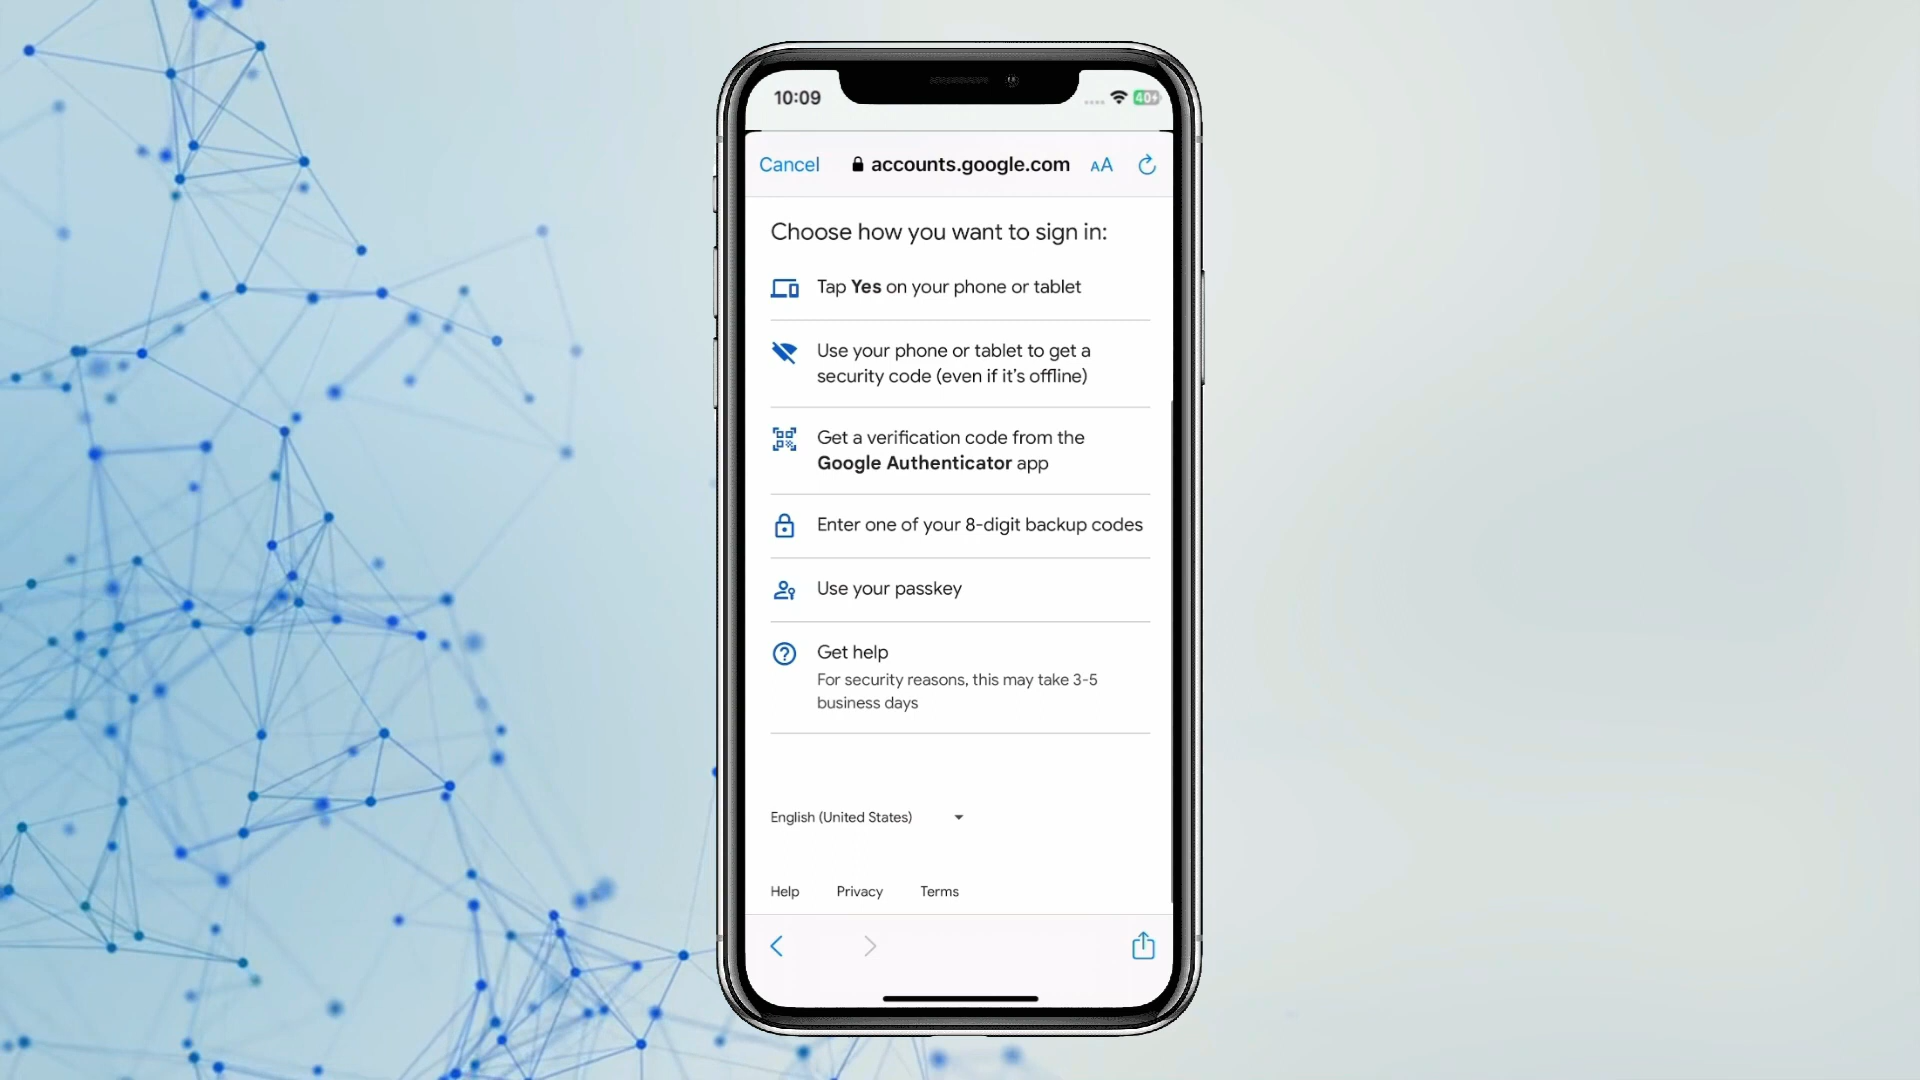 10:09
40+
Cancel
accounts.google.com
AA
Choose how you want to sign in:
Tap Yes on your phone or tablet
Use your phone or tablet to get a
security code (even if it’s offline)
Get a verification code from the
Google Authenticator app
Enter one of your 8-digit backup codes
Use your passkey
Get help
For security reasons, this may take 3-5
business days
English (United States)
Help Privacy Terms